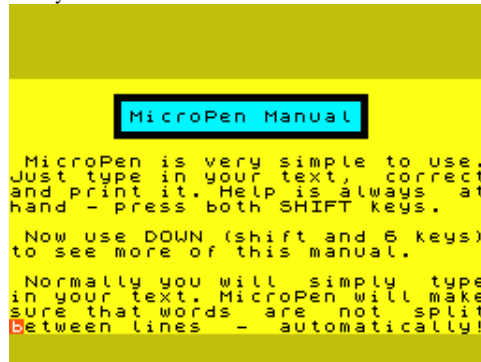 MicroPen Manual
MicroPen is very simple to use.
Just type in your text, correct
and print it. Help is always at
hand - press both SHIFT keys.
Now use DOWN (shift and 6 keys)
to see more of this manual.
Normally you will simply type
in your text. MicroPen will make
sure that words are not split
between lines - automatically!